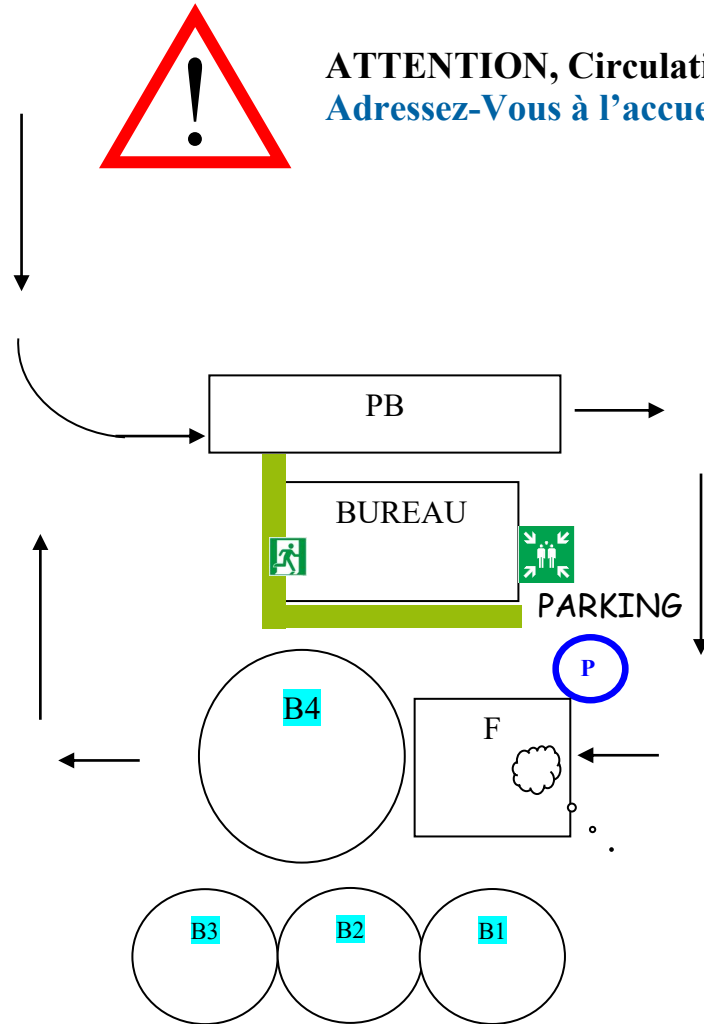 ATTENTION, Circulati
Adressez-Vous à l’accue
PB
BUREAU
PARKING
P
B4
F
B3 B2 B1